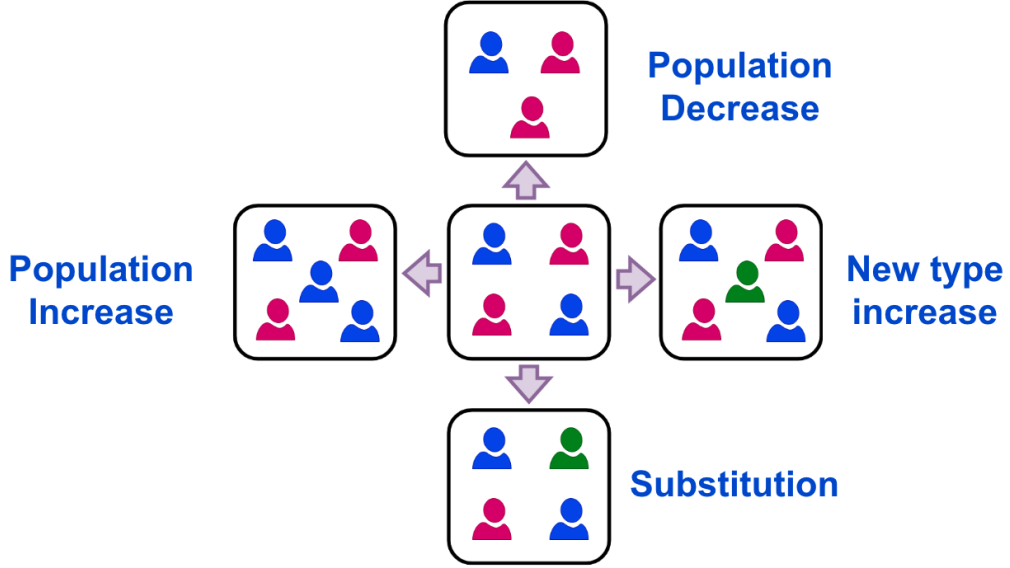 Population
Decrease
Population
Increase
New type
increase
Substitution